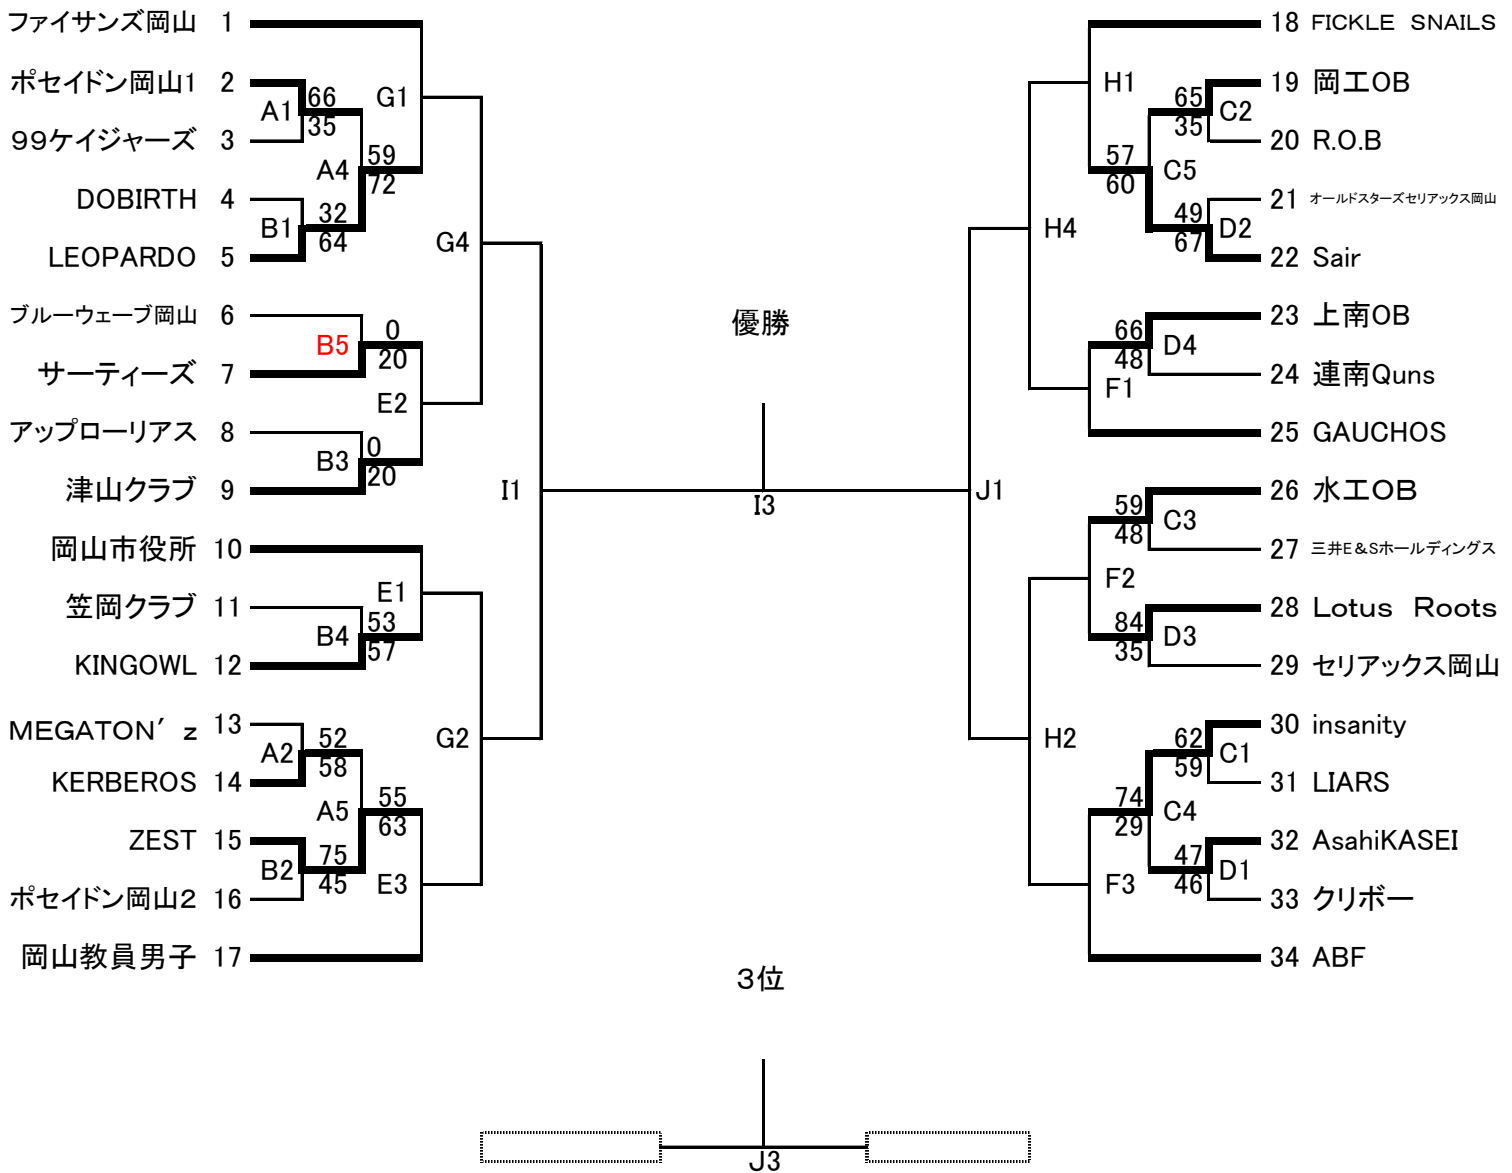 ファイサンズ岡山 1
ポセイドン岡山1 2
A1
66
35
G1
99ケイジャーズ 3
A4
59
72
DOBIRTH 4
B1
32
64
LEOPARDO 5
G4
ブルーウェーブ岡山 6
B5
0
20
サーティーズ 7
E2
アップローリアス 8
B3
0
20
津山クラブ 9
I1
岡山市役所 10
E1
笠岡クラブ 11
B4
53
57
KINGOWL 12
MEGATON’z 13
A2
52
58
G2
KERBEROS 14
A5
55
63
ZEST 15
B2
75
45
E3
ポセイドン岡山2 16
岡山教員男子 17
優勝
I3
3位
J3
18 FICKLE SNAILS
H1
19 岡工OB
65
35
C2
20 R.O.B
57
60
C5
21 オールドスターズセリアックス岡山
49
67
D2
H4
22 Sair
23 上南OB
66
48
D4
24 連南Quns
F1
25 GAUCHOS
J1
26 水工OB
59
48
C3
27 三井E&Sホールディングス
F2
28 Lotus Roots
84
35
D3
29 セリアックス岡山
H2
30 insanity
62
59
C1
31 LIARS
74
29
C4
32 AsahiKASEI
47
46
D1
F3
33 クリボー
34 ABF